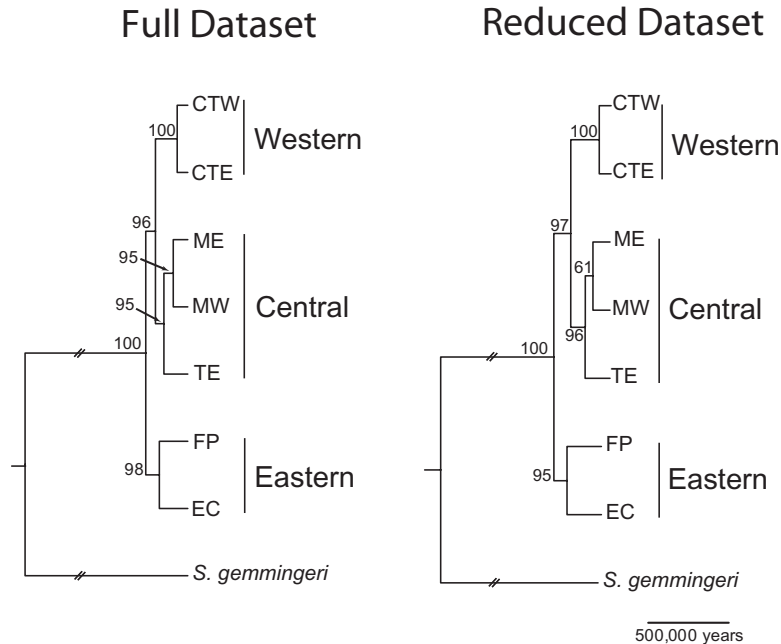 Full Dataset
CTW
100
Western
CTE
96
ME
95
Central
MW
95
100
TE
FP
98
Eastern
EC
S. gemmingeri
Reduced Dataset
CTW
100
Western
CTE
97
ME
61
Central
MW
96
100
TE
FP
95
Eastern
EC
S. gemmingeri
500,000 years